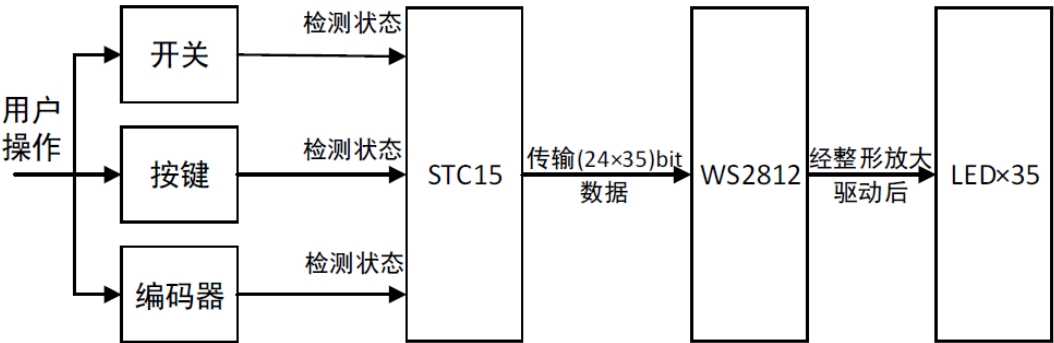 用户
操作
开关
检测状态
按键
检测状态
编码器
检测状态
STC15
传输(24×35)bit
数据
WS2812
经整形放大
驱动后
LED×35